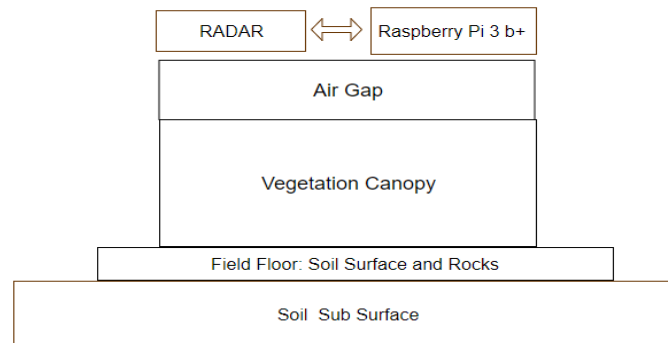 RADAR
Raspberry Pi 3 b+
Air Gap
Vegetation Canopy
Field Floor: Soil Surface and Rocks
Soil Sub Surface